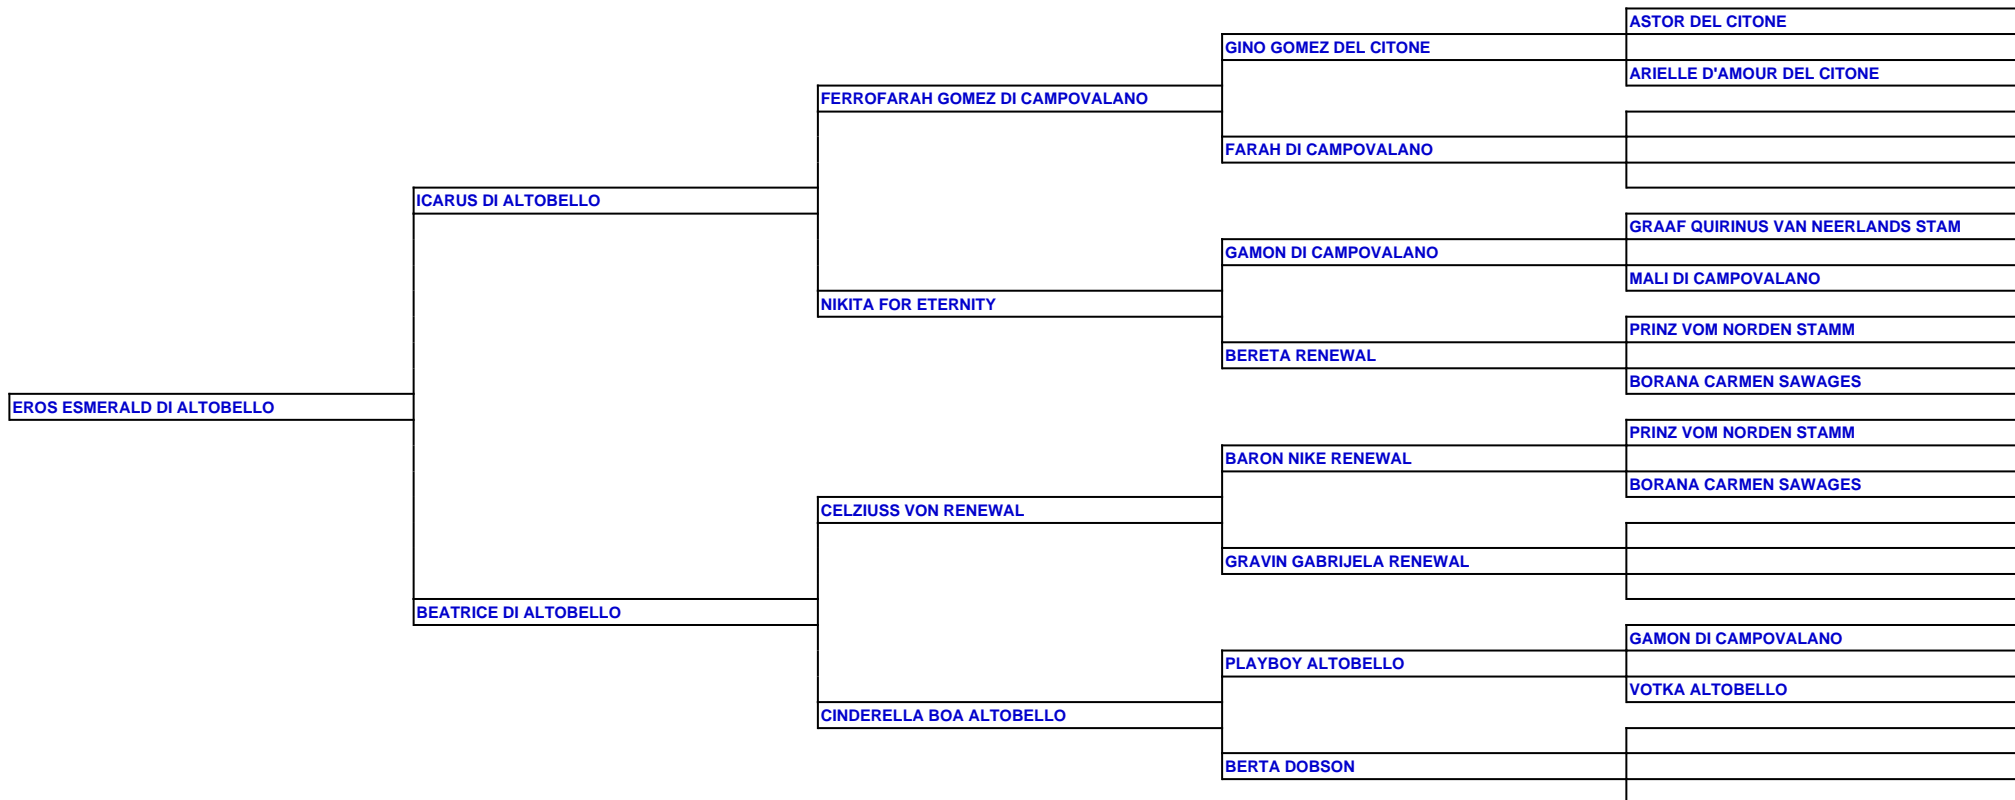 ASTOR DEL CITONE
GINO GOMEZ DEL CITONE
ARIELLE D'AMOUR DEL CITONE
FERROFARAH GOMEZ DI CAMPOVALANO
FARAH DI CAMPOVALANO
ICARUS DI ALTOBELLO
GRAAF QUIRINUS VAN NEERLANDS STAM
GAMON DI CAMPOVALANO
MALI DI CAMPOVALANO
NIKITA FOR ETERNITY
PRINZ VOM NORDEN STAMM
BERETA RENEWAL
BORANA CARMEN SAWAGES
EROS ESMERALD DI ALTOBELLO
PRINZ VOM NORDEN STAMM
BARON NIKE RENEWAL
BORANA CARMEN SAWAGES
CELZIUSS VON RENEWAL
GRAVIN GABRIJELA RENEWAL
BEATRICE DI ALTOBELLO
GAMON DI CAMPOVALANO
PLAYBOY ALTOBELLO
VOTKA ALTOBELLO
CINDERELLA BOA ALTOBELLO
BERTA DOBSON